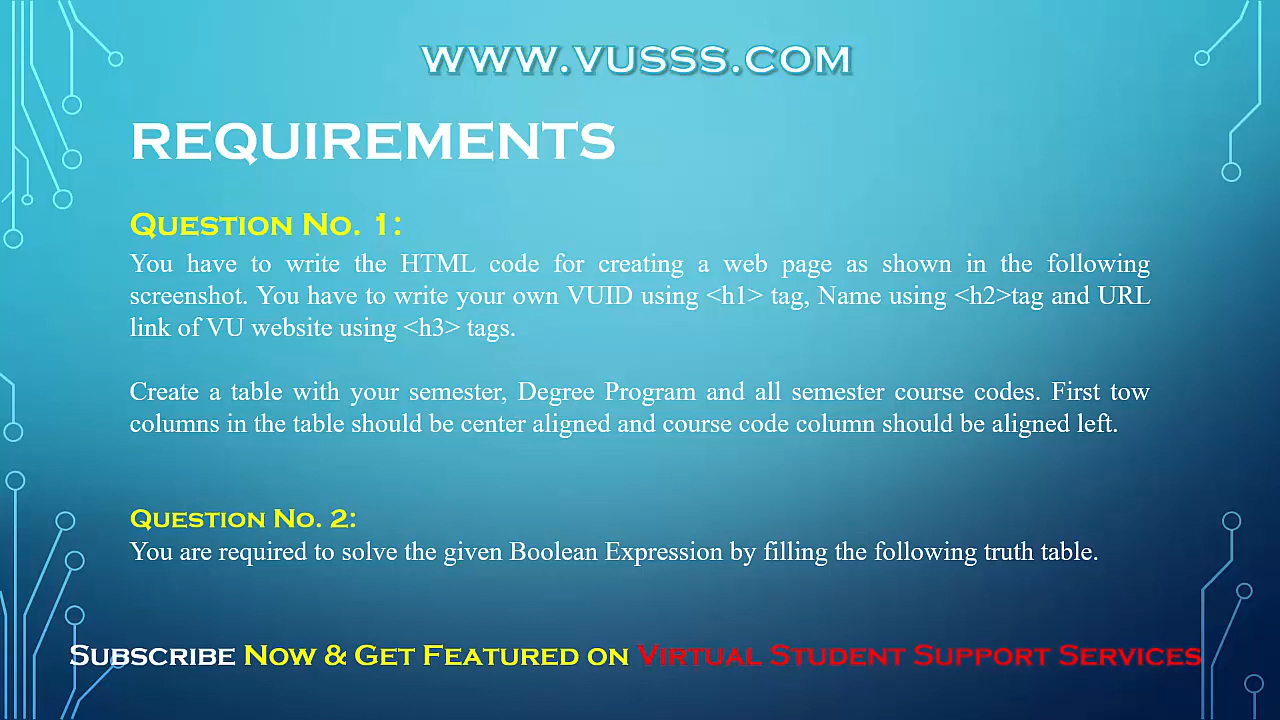 WWW.VUSSS.COM
REQUIREMENTS
Question No. 1:
You have to write the HTML code for creating a web page as shown in the following
screenshot. You have to write your own VUID using <h1> tag, Name using <h2>tag and URL
link of VU website using <h3> tags.
Create a table with your semester, Degree Program and all semester course codes. First tow
columns in the table should be center aligned and course code column should be aligned left.
Question No. 2:
You are required to solve the given Boolean Expression by filling the following truth table.
Subscribe Now & Get Featured on Virtual Student Support Services